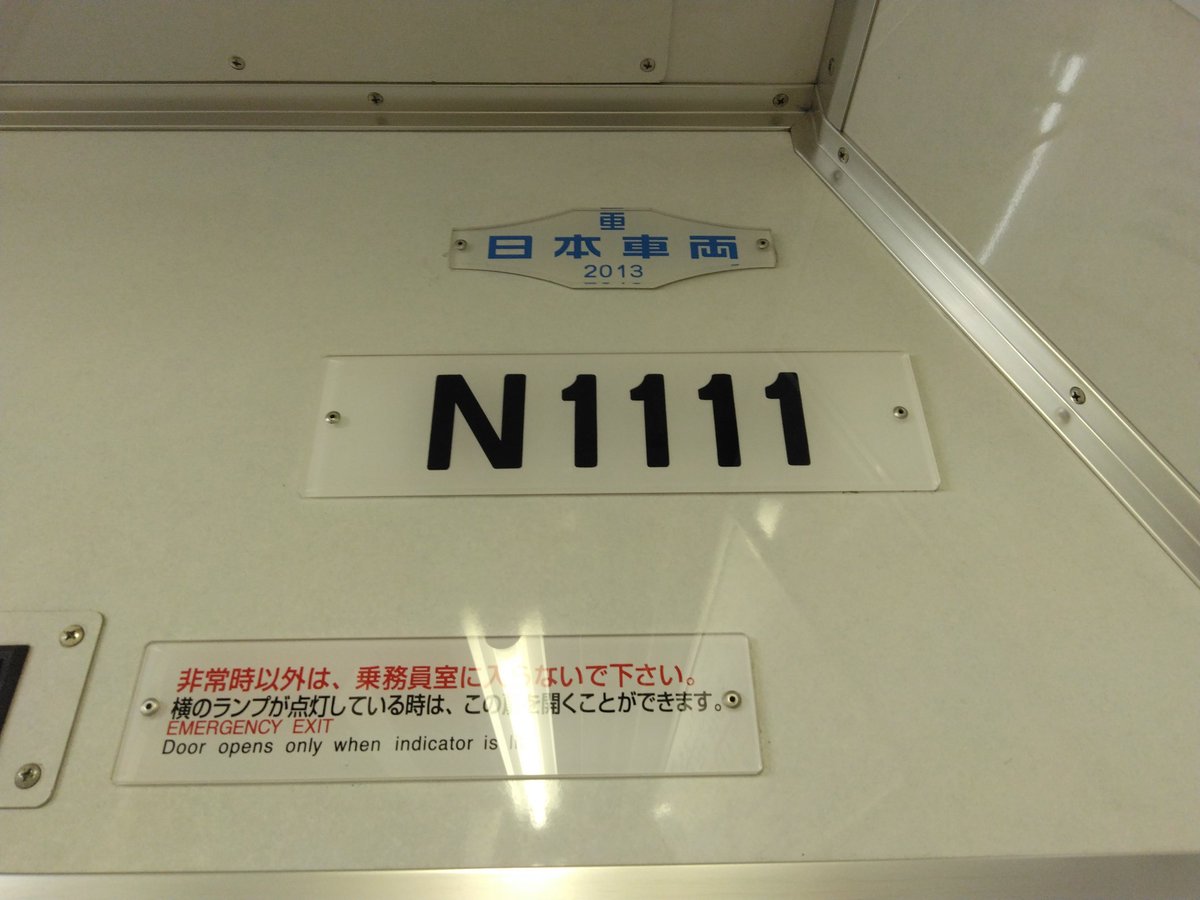 日本車両
2013
N1111
非常時以外は、乗務員室に入らないで下さい。
横のランプが点灯している時は、この扉を開くことができます。
EMERGENCY EXIT
Door opens only when indicator is